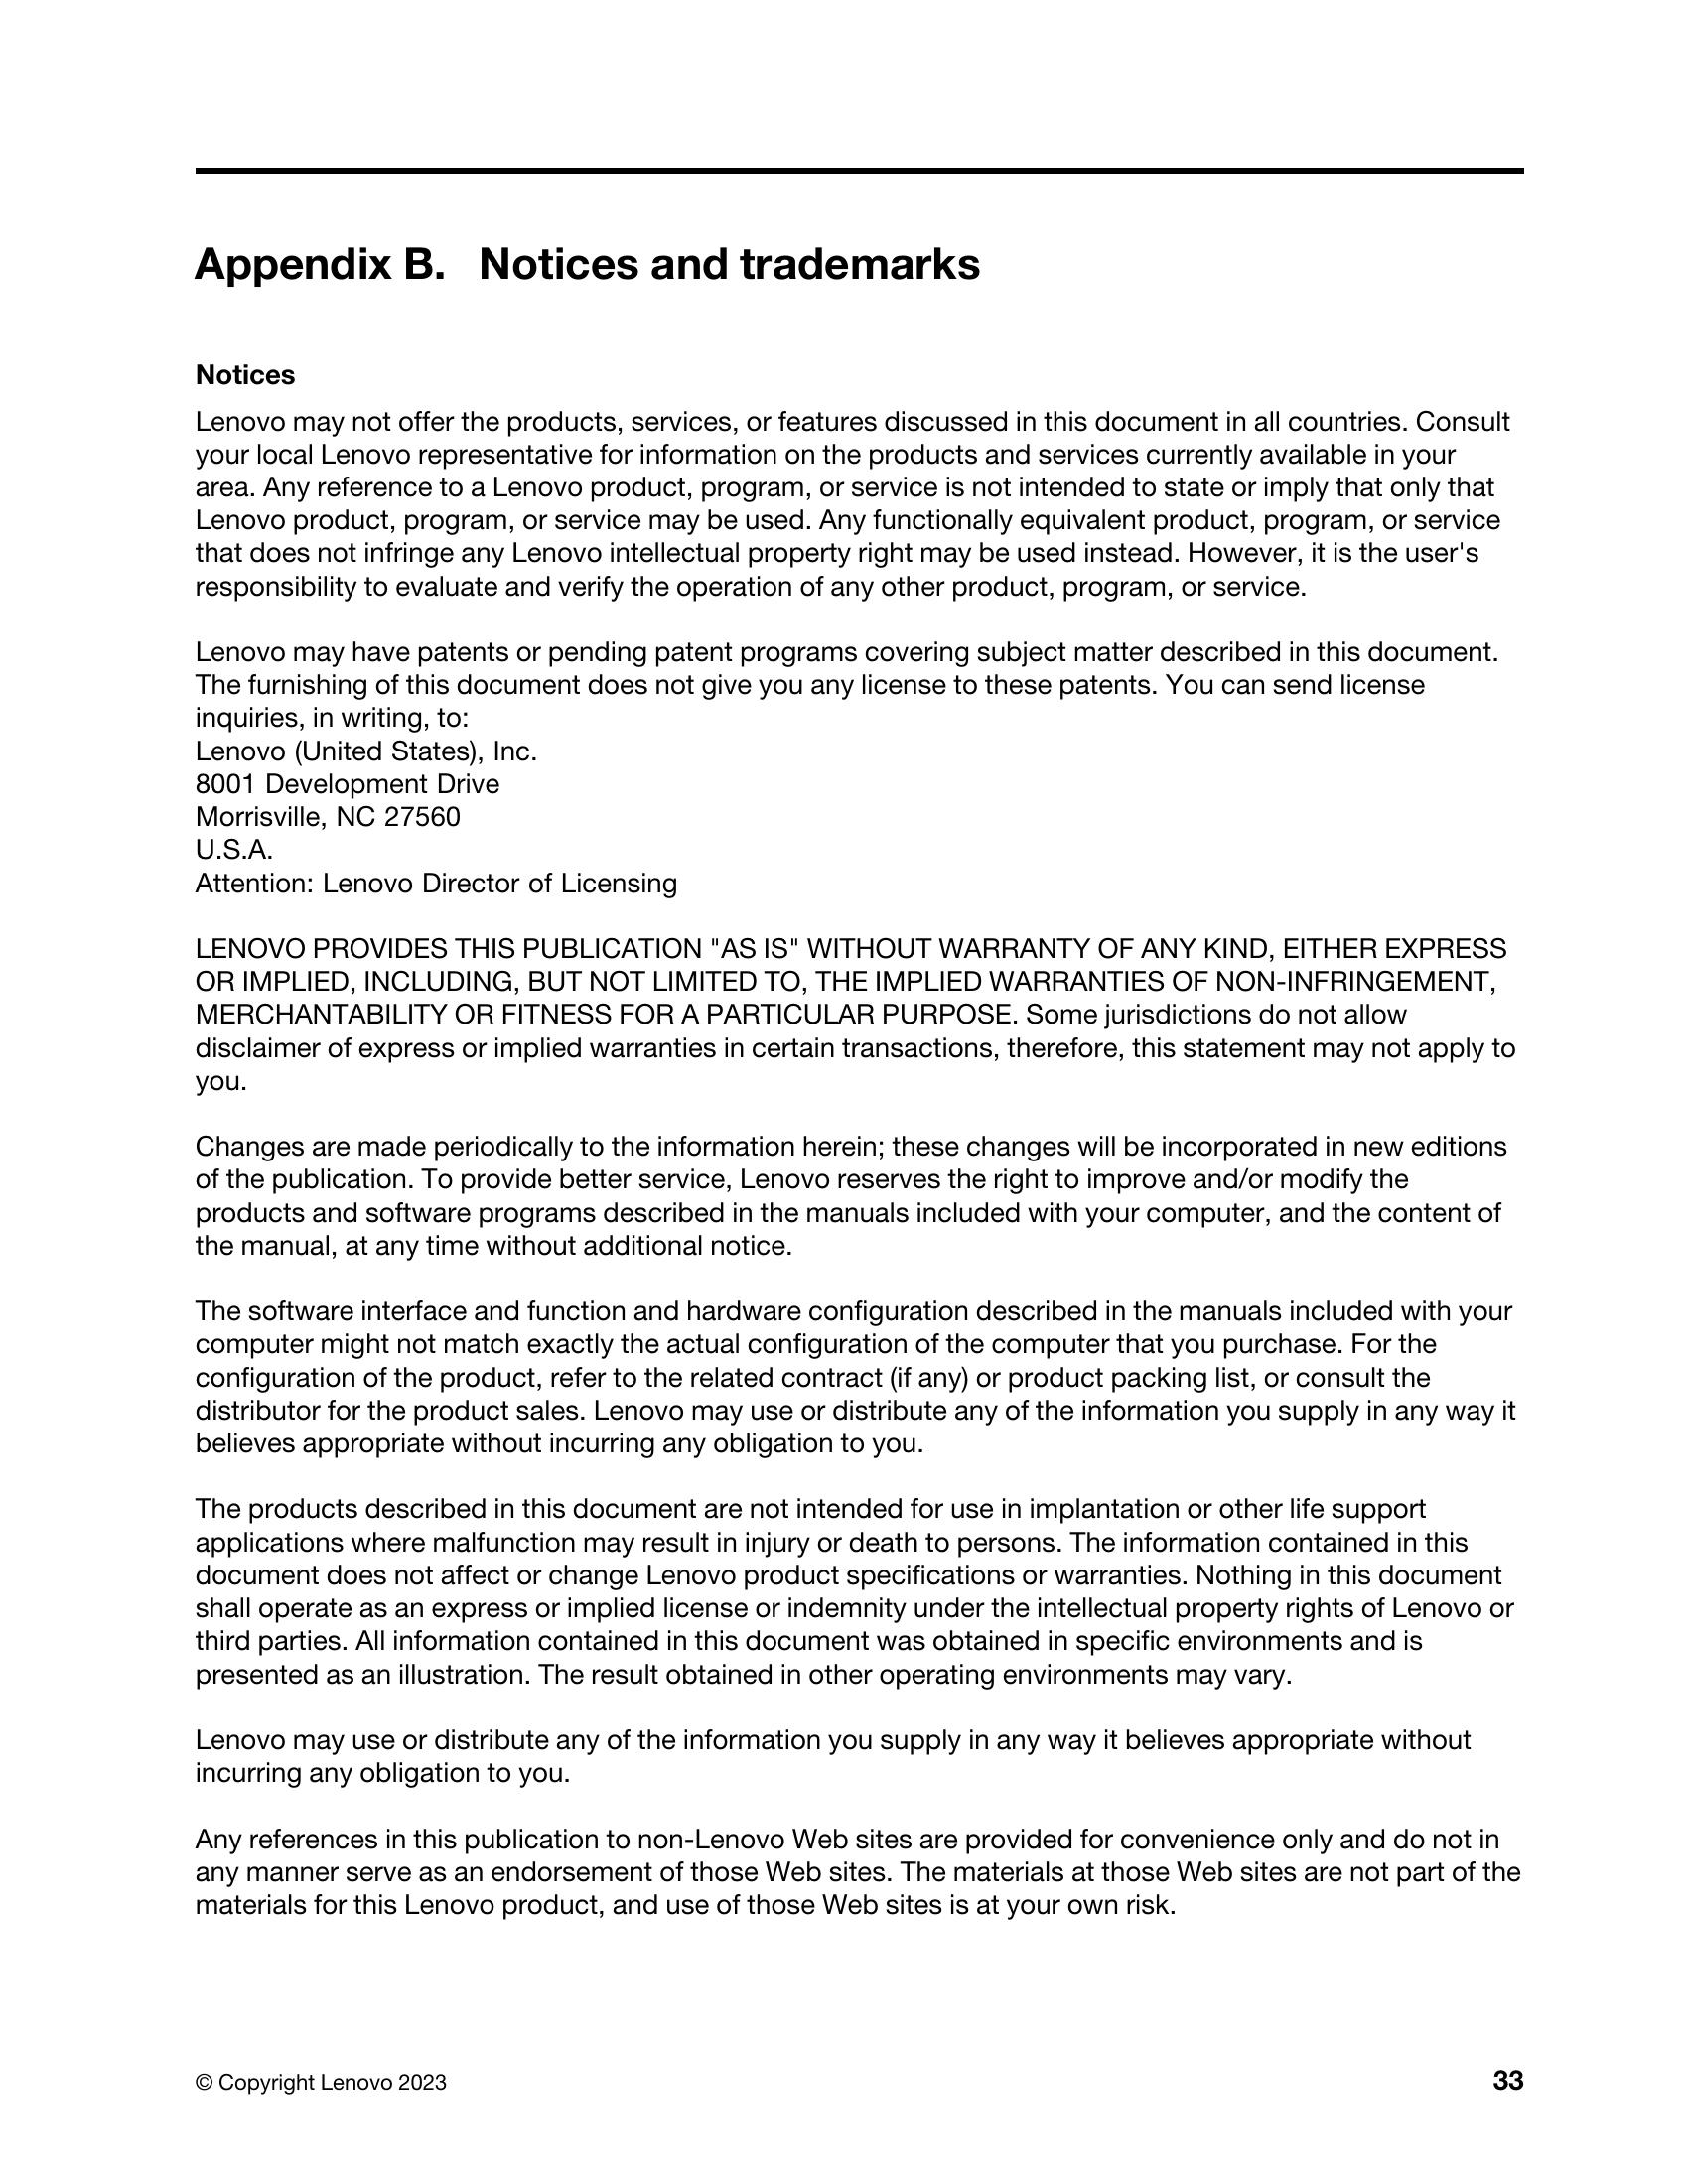 Appendix B. Notices and trademarks
Notices
Lenovo may not offer the products, services, or features discussed in this document in all countries. Consult
your local Lenovo representative for information on the products and services currently available in your
area. Any reference to a Lenovo product, program, or service is not intended to state or imply that only that
Lenovo product, program, or service may be used. Any functionally equivalent product, program, or service
that does not infringe any Lenovo intellectual property right may be used instead. However, it is the user's
responsibility to evaluate and verify the operation of any other product, program, or service.
Lenovo may have patents or pending patent programs covering subject matter described in this document.
The furnishing of this document does not give you any license to these patents. You can send license
inquiries, in writing, to:
Lenovo (United States), Inc.
8001 Development Drive
Morrisville, NC 27560
U.S.A.
Attention: Lenovo Director of Licensing
LENOVO PROVIDES THIS PUBLICATION "AS IS" WITHOUT WARRANTY OF ANY KIND, EITHER EXPRESS
OR IMPLIED, INCLUDING, BUT NOT LIMITED TO, THE IMPLIED WARRANTIES OF NON-INFRINGEMENT,
MERCHANTABILITY OR FITNESS FOR A PARTICULAR PURPOSE. Some jurisdictions do not allow
disclaimer of express or implied warranties in certain transactions, therefore, this statement may not apply to
you.
Changes are made periodically to the information herein; these changes will be incorporated in new editions
of the publication. To provide better service, Lenovo reserves the right to improve and/or modify the
products and software programs described in the manuals included with your computer, and the content of
the manual, at any time without additional notice.
The software interface and function and hardware configuration described in the manuals included with your
computer might not match exactly the actual configuration of the computer that you purchase. For the
configuration of the product, refer to the related contract (if any) or product packing list, or consult the
distributor for the product sales. Lenovo may use or distribute any of the information you supply in any way it
believes appropriate without incurring any obligation to you.
The products described in this document are not intended for use in implantation or other life support
applications where malfunction may result in injury or death to persons. The information contained in this
document does not affect or change Lenovo product specifications or warranties. Nothing in this document
shall operate as an express or implied license or indemnity under the intellectual property rights of Lenovo or
third parties. All information contained in this document was obtained in specific environments and is
presented as an illustration. The result obtained in other operating environments may vary.
Lenovo may use or distribute any of the information you supply in any way it believes appropriate without
incurring any obligation to you.
Any references in this publication to non-Lenovo Web sites are provided for convenience only and do not in
any manner serve as an endorsement of those Web sites. The materials at those Web sites are not part of the
materials for this Lenovo product, and use of those Web sites is at your own risk.
© Copyright Lenovo 2023
33